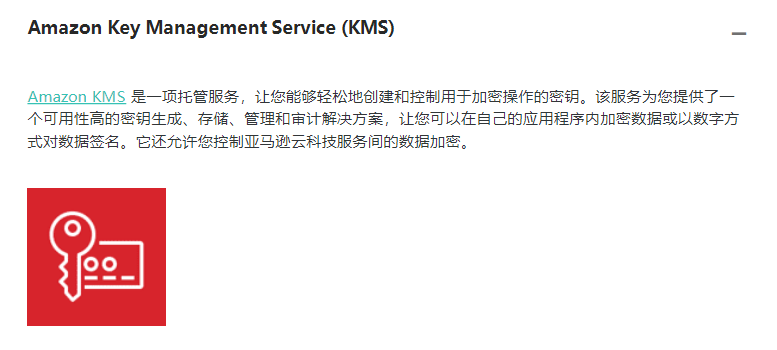 Amazon Key Management Service (KMS)
Amazon KMS 是一项托管服务，让您能够轻松地创建和控制用于加密操作的密钥。该服务为您提供了一
个可用性高的密钥生成、存储、管理和审计解决方案，让您可以在自己的应用程序内加密数据或以数字方
式对数据签名。它还允许您控制亚马逊云科技服务间的数据加密。